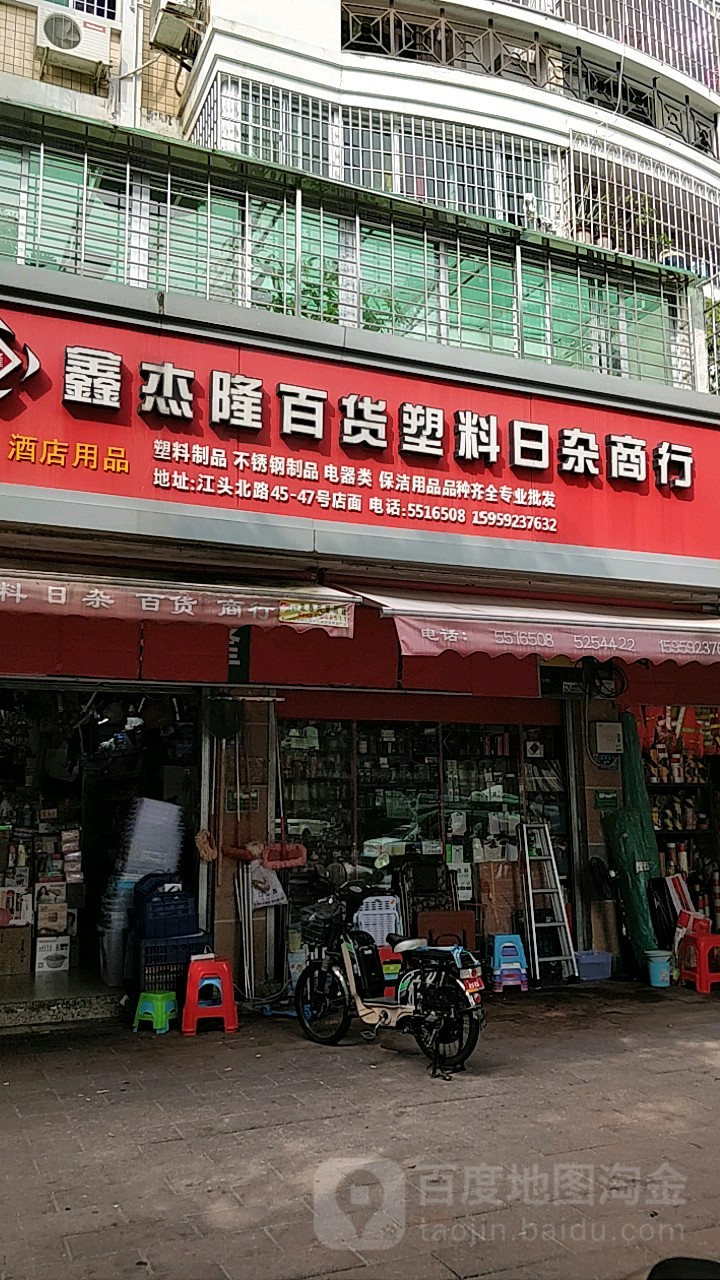 鑫杰隆百货塑料日杂商行
酒店用品
塑料制品 不锈钢制品 电器类 保洁用品品种齐全专业批发
地址:江头北路45-47号店面 电话:5516508 15959237632
料 日 杂 百 货 商 行
电话: 5516508 5254422 159592376
百度地图淘金
taojin.baidu.com